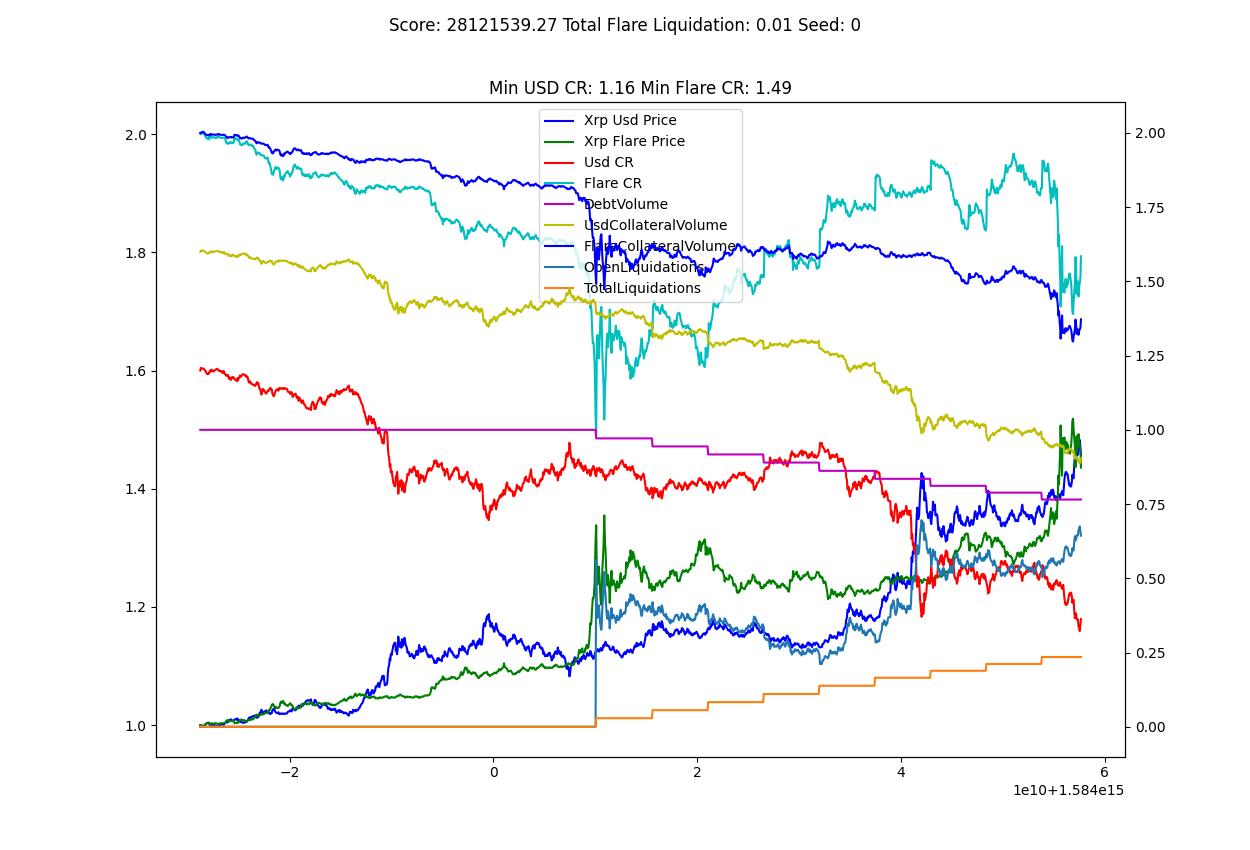 Score: 28121539.27 Total Flare Liquidation: 0.01 Seed: 0
Min USD CR: 1.16 Min Flare CR: 1.49
Xrp Usd Price
Xrp Flare Price
Usd CR
Flare CR
DebtVolume
UsdCollateralVolume
FlareCollateralVolume
OpenLiquidations
TotalLiquidations
2.0
1.8
1.6
1.4
1.2
1.0
2.00
1.75
1.50
1.25
1.00
0.75
0.50
0.25
0.00
−2 0 2 4 6
1e10+1.584e15